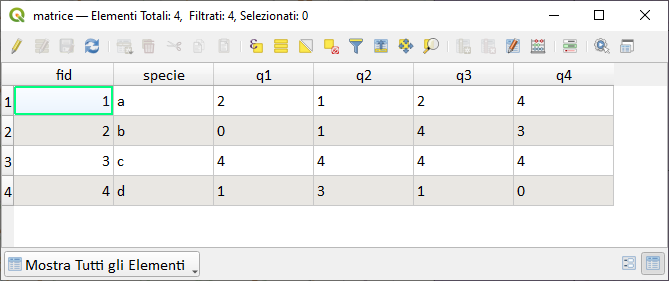 matrice — Elementi Totali: 4, Filtrati: 4, Selezionati: 0
fid specie q1 q2 q3 q4
1 1 a 2 1 2 4
2 2 b 0 1 4 3
3 3 c 4 4 4 4
4 4 d 1 3 1 0
Mostra Tutti gli Elementi